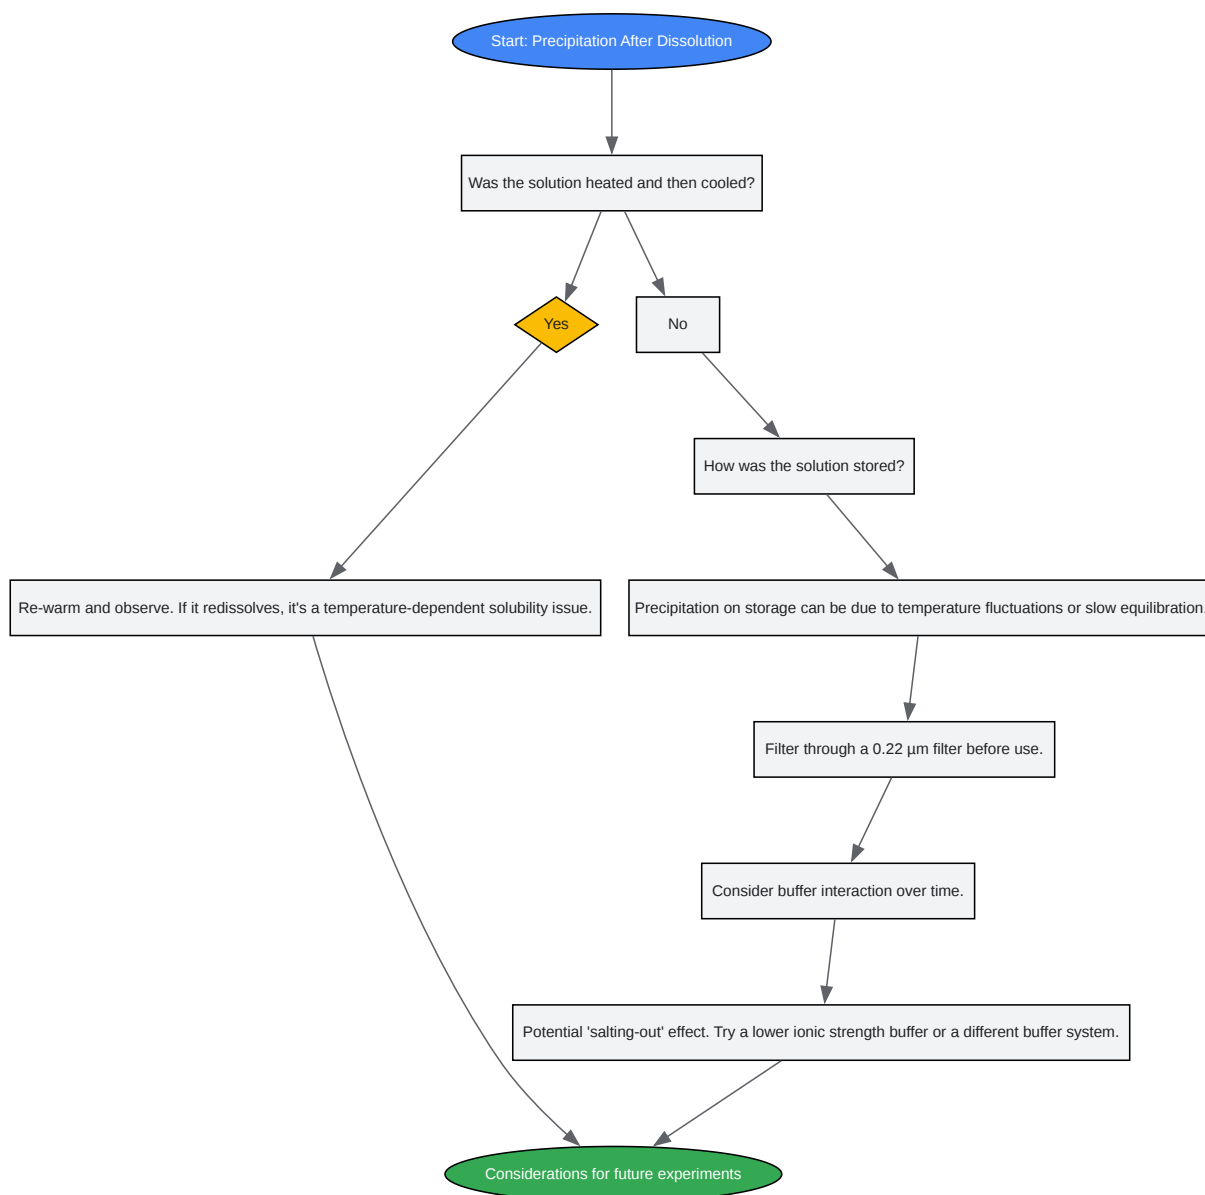 Start: Precipitation After Dissolution
Was the solution heated and then cooled?
Yes
No
How was the solution stored?
Re-warm and observe. If it redissolves, it's a temperature-dependent solubility issue.
Precipitation on storage can be due to temperature fluctuations or slow equilibration.
Filter through a 0.22 µm filter before use.
Consider buffer interaction over time.
Potential 'salting-out' effect. Try a lower ionic strength buffer or a different buffer system.
Considerations for future experiments